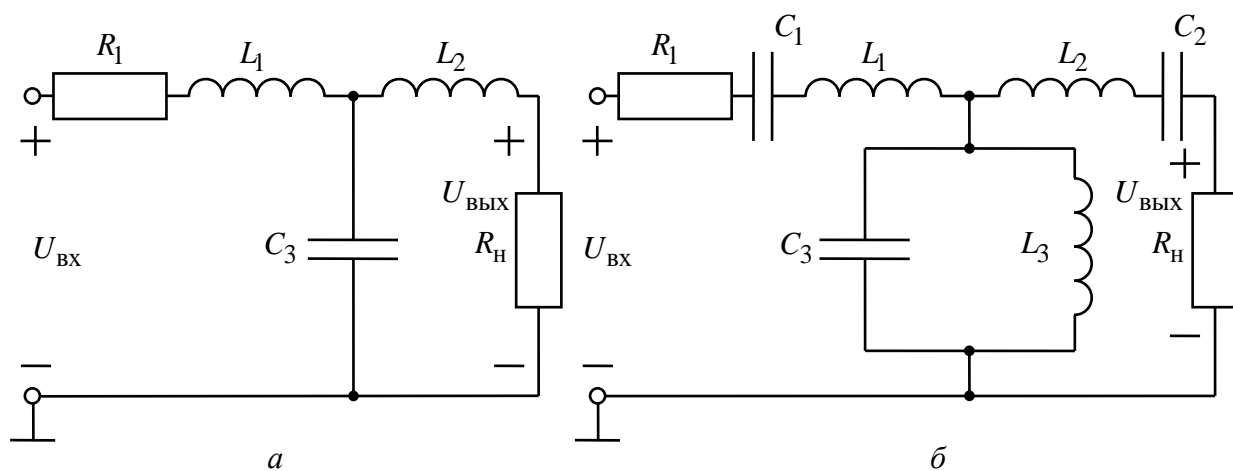 C1 C2
R1 L1 L2 R1 L1 L2
+ + + +
Uвых Uвых
Uвх C3 Rн Uвх C3 L3 Rн
− − − −
а б